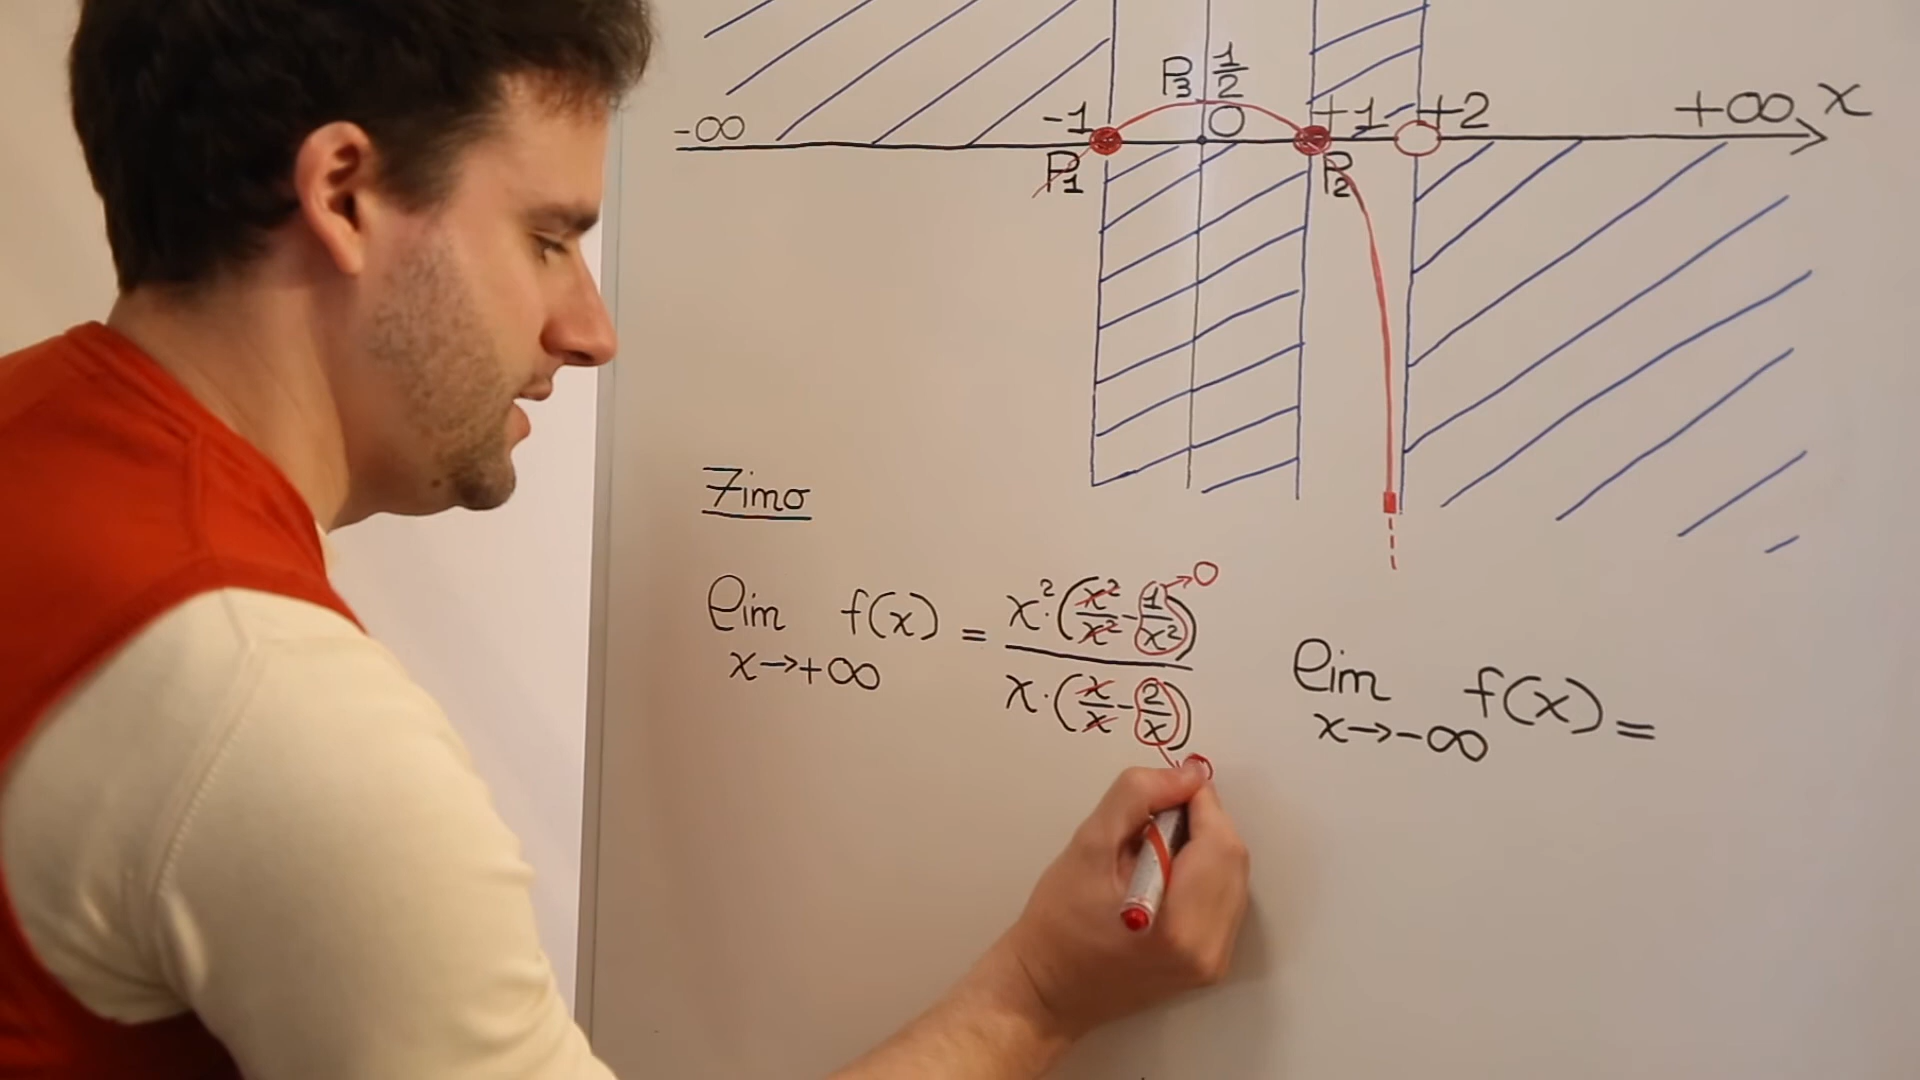 P3 1/2
-∞ -1 0 +1 +2 +∞ x
P1 P2
7imo
lim f(x) = x²·(x²/x² - 1/x²) → 0
x→+∞ x·(x/x - 2/x) → 0
lim f(x) =
x→-∞